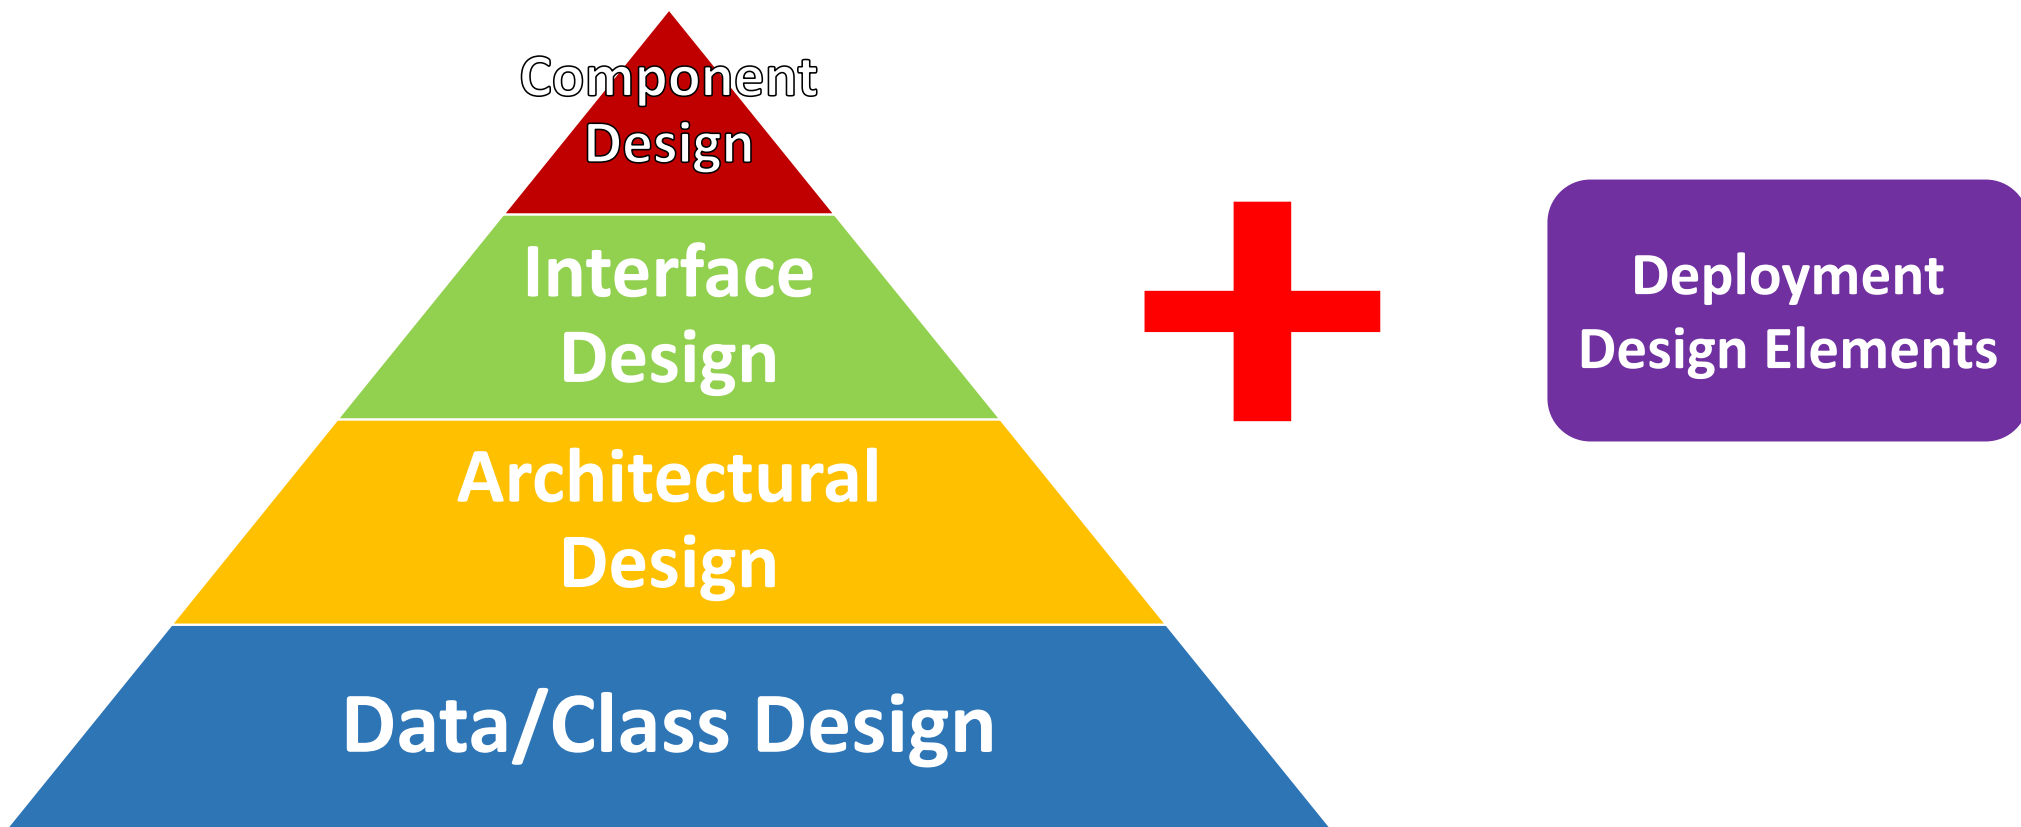 Component
Design
Interface
Design
Architectural
Design
Data/Class Design
Deployment
Design Elements